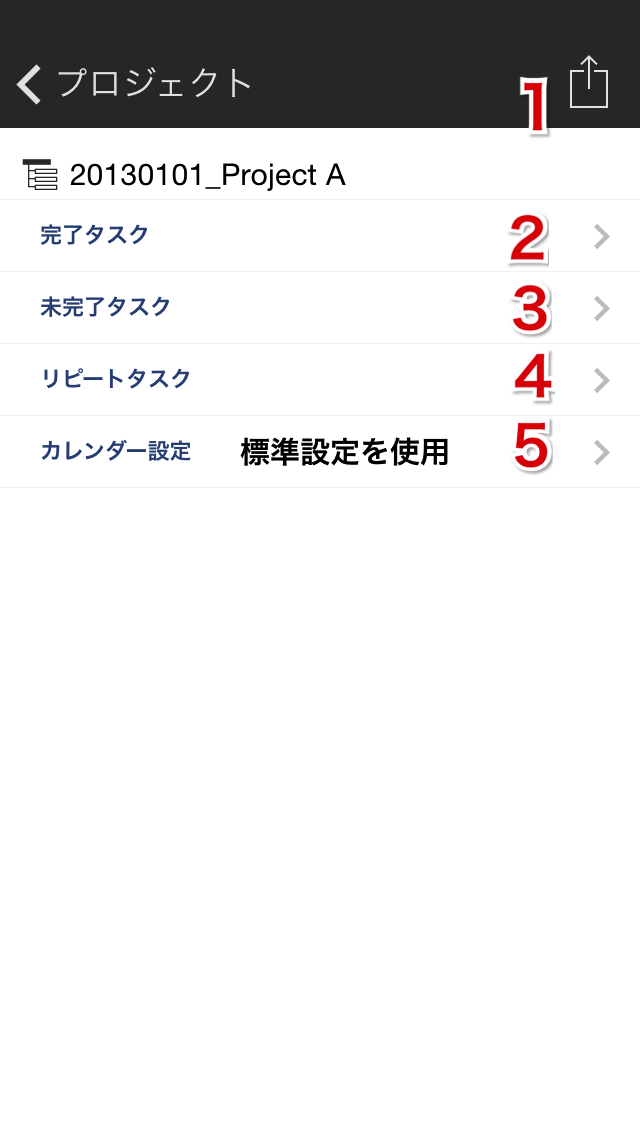 プロジェクト 1
20130101_Project A
完了タスク 2
未完了タスク 3
リピートタスク 4
カレンダー設定 標準設定を使用 5